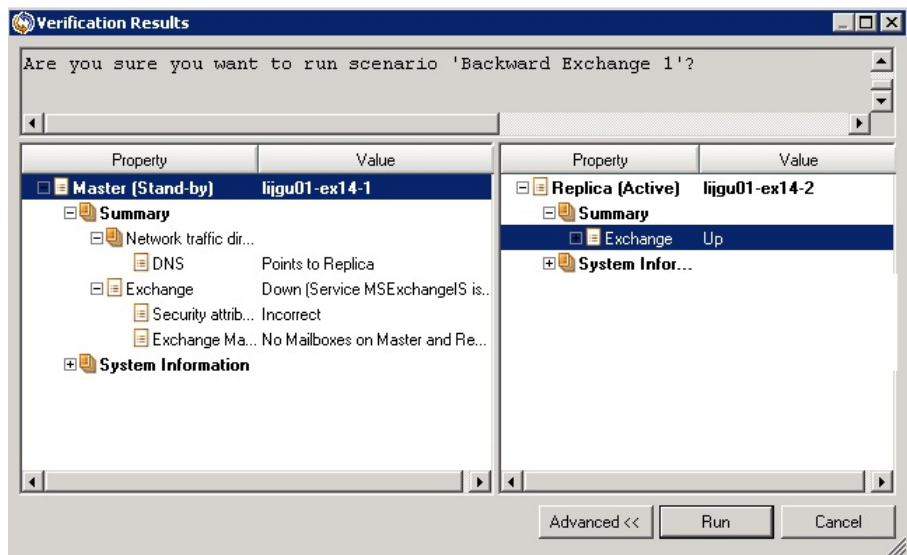 Verification Results
Are you sure you want to run scenario 'Backward Exchange 1'?
Property Value
Master (Stand-by) lijgu01-ex14-1
Summary
Network traffic dir...
DNS Points to Replica
Exchange Down (Service MSExchangeIS is..
Security attrib... Incorrect
Exchange Ma... No Mailboxes on Master and Re...
System Information
Property Value
Replica (Active) lijgu01-ex14-2
Summary
Exchange Up
System Infor...
Advanced << Run Cancel